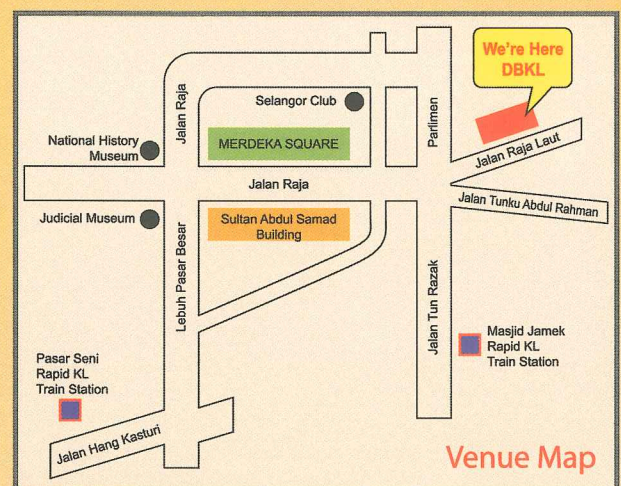 We're Here
DBKL
Jalan Raja
Selangor Club
Parlimen
National History
Museum
MERDEKA SQUARE
Jalan Raja Laut
Jalan Raja
Judicial Museum
Sultan Abdul Samad
Building
Jalan Tunku Abdul Rahman
Lebuh Pasar Besar
Jalan Tun Razak
Masjid Jamek
Rapid KL
Train Station
Pasar Seni
Rapid KL
Train Station
Jalan Hang Kasturi
Venue Map